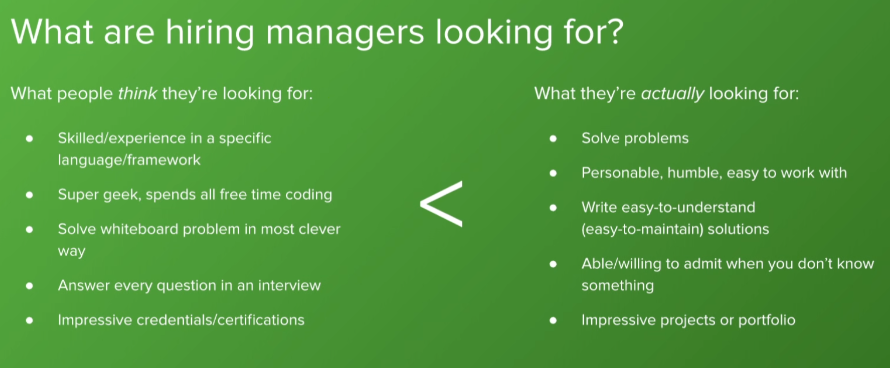 What are hiring managers looking for?
What people think they're looking for:
● Skilled/experience in a specific
language/framework
● Super geek, spends all free time coding
● Solve whiteboard problem in most clever
way
● Answer every question in an interview
● Impressive credentials/certifications
<
What they're actually looking for:
● Solve problems
● Personable, humble, easy to work with
● Write easy-to-understand
(easy-to-maintain) solutions
● Able/willing to admit when you don't know
something
● Impressive projects or portfolio